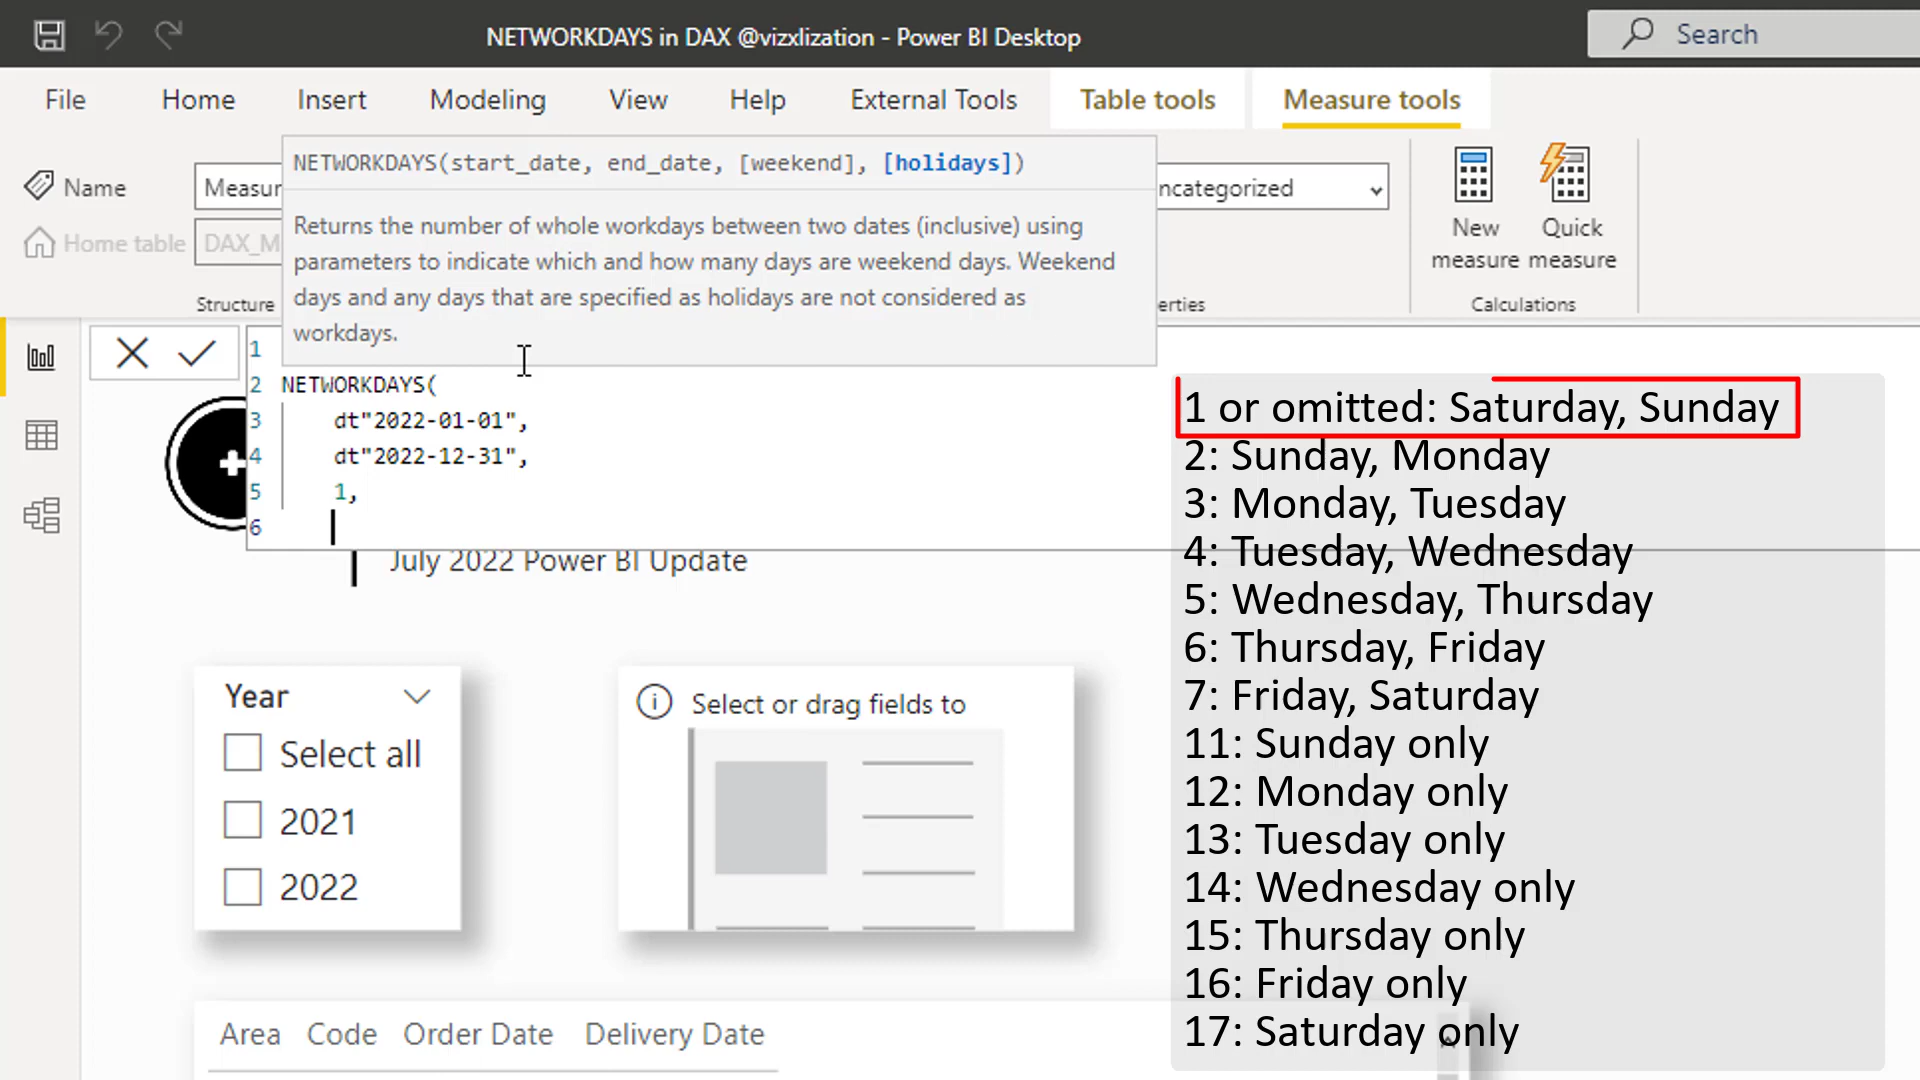 NETWORKDAYS in DAX @vizxlization - Power BI Desktop
Search
File Home Insert Modeling View Help External Tools Table tools Measure tools
NETWORKDAYS(start_date, end_date, [weekend], [holidays])
Returns the number of whole workdays between two dates (inclusive) using
parameters to indicate which and how many days are weekend days. Weekend
days and any days that are specified as holidays are not considered as
workdays.
Name
Measur
ncategorized
Home table
DAX_M
New
measure
Quick
measure
Structure
erties
Calculations
1
2 NETWORKDAYS(
3 dt"2022-01-01",
4 dt"2022-12-31",
5 1,
6
July 2022 Power BI Update
1 or omitted: Saturday, Sunday
2: Sunday, Monday
3: Monday, Tuesday
4: Tuesday, Wednesday
5: Wednesday, Thursday
6: Thursday, Friday
7: Friday, Saturday
11: Sunday only
12: Monday only
13: Tuesday only
14: Wednesday only
15: Thursday only
16: Friday only
17: Saturday only
Year
Select all
2021
2022
Select or drag fields to
Area Code Order Date Delivery Date